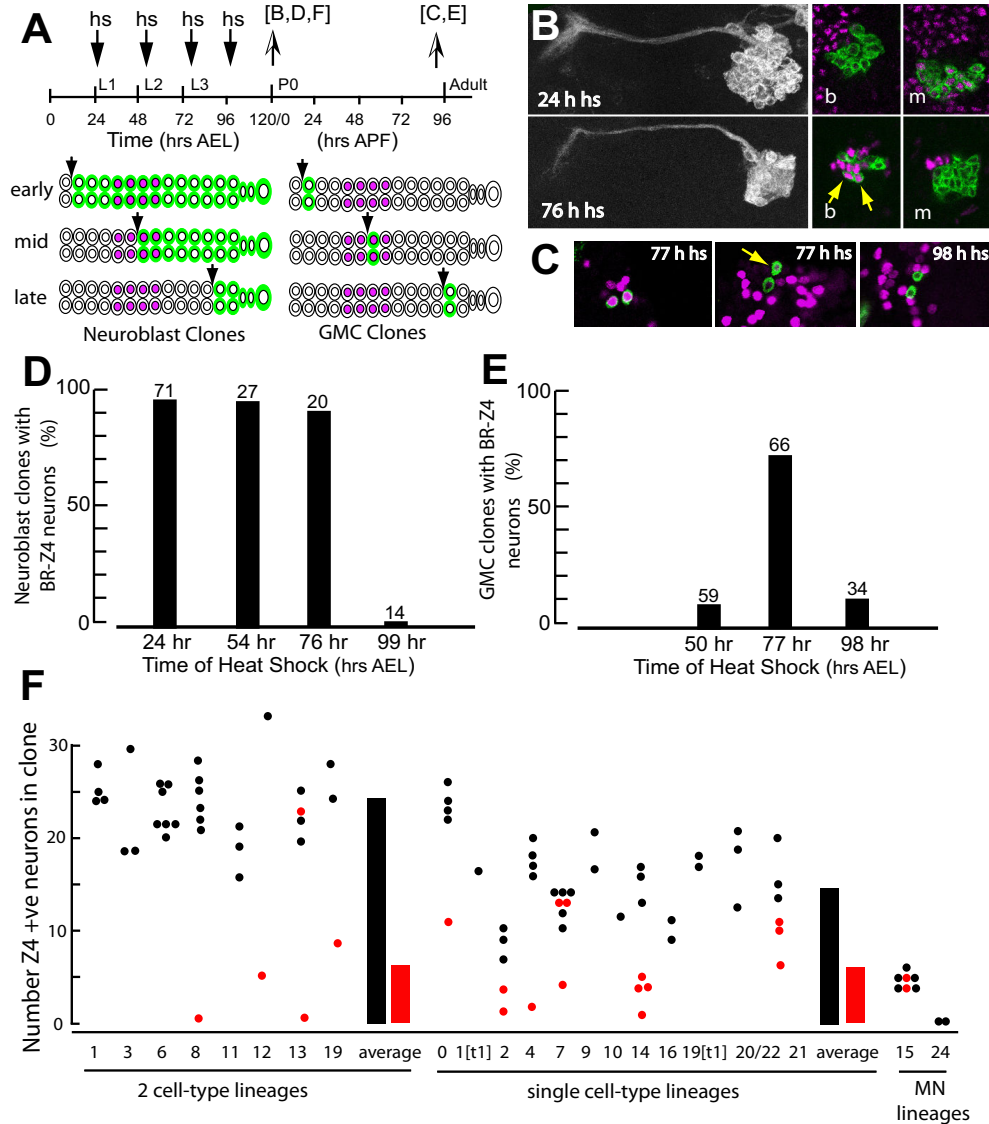 A
hs hs hs hs [B,D,F] [C,E]
L1 L2 L3 P0 Adult
0 24 48 72 96 120/0 24 48 72 96
Time (hrs AEL) (hrs APF)
early
mid
late
Neuroblast Clones GMC Clones
B
24 h hs
b
m
76 h hs
b
m
C
77 h hs
77 h hs
98 h hs
D
Neuroblast clones with
BR-Z4 neurons (%)
100
50
0
71 27 20 14
24 hr 54 hr 76 hr 99 hr
Time of Heat Shock (hrs AEL)
E
GMC clones with BR-Z4
neurons (%)
100
50
0
59 66 34
50 hr 77 hr 98 hr
Time of Heat Shock (hrs AEL)
F
Number Z4 +ve neurons in clone
30
20
10
0
1 3 6 8 11 12 13 19 average 0 1[t1] 2 4 7 9 10 14 16 19[t1] 20/22 21 average 15 24
2 cell-type lineages single cell-type lineages MN
lineages